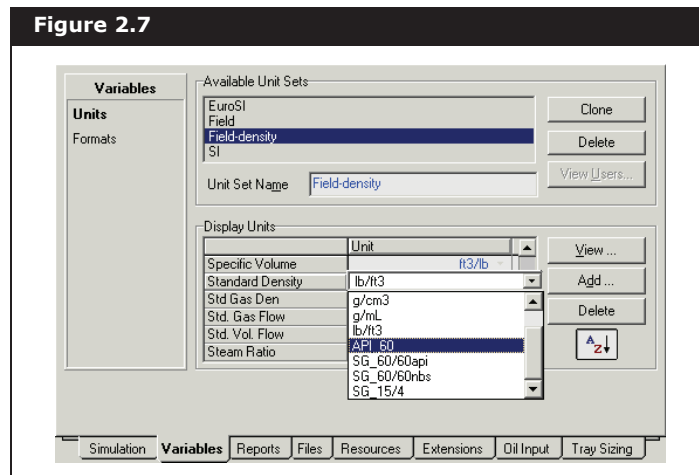 Figure 2.7
Variables
Units
Formats
Available Unit Sets
EuroSI
Field
Field-density
SI
Unit Set Name Field-density
Clone
Delete
View Users...
Display Units
Unit
Specific Volume ft3/lb
Standard Density lb/ft3
Std Gas Den
Std. Gas Flow
Std. Vol. Flow
Steam Ratio
g/cm3
g/mL
lb/ft3
API_60
SG_60/60api
SG_60/60nbs
SG_15/4
View ...
Add ...
Delete
AZ
Simulation Variables Reports Files Resources Extensions Oil Input Tray Sizing